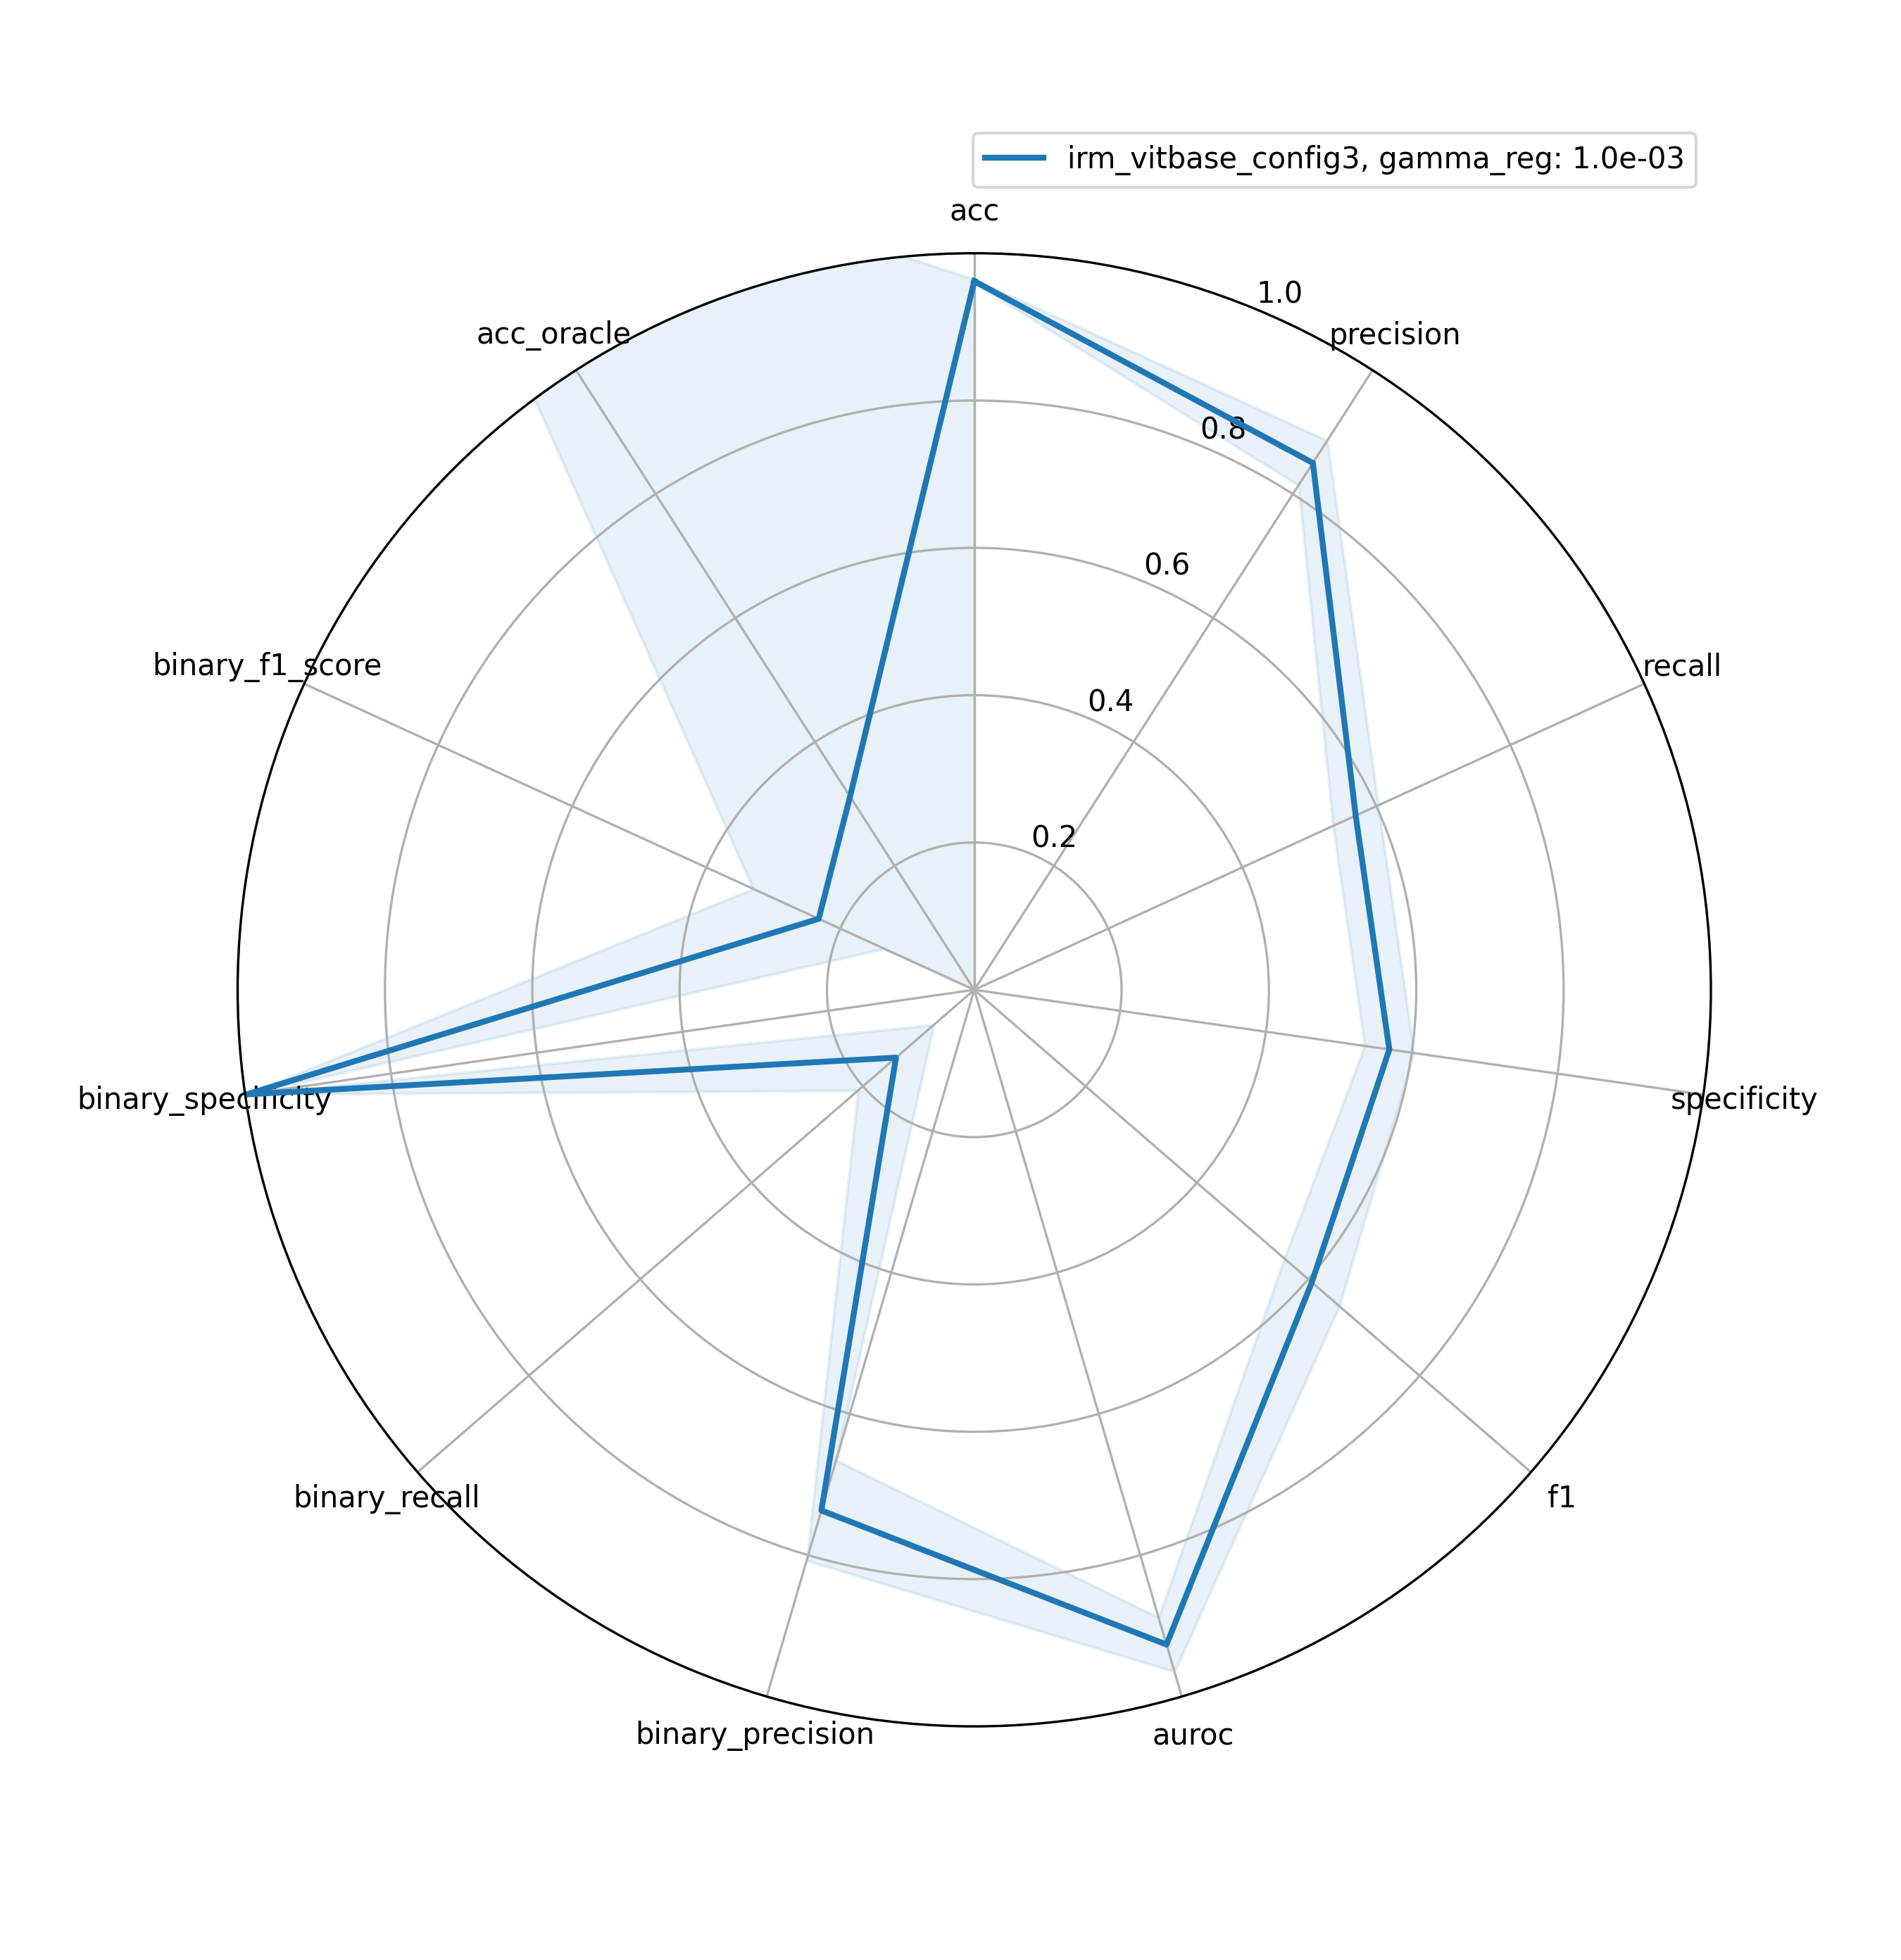 irm_vitbase_config3, gamma_reg: 1.0e-03
acc
1.0
acc_oracle
precision
0.8
0.6
binary_f1_score
recall
0.4
0.2
binary_specificity
specificity
binary_recall
f1
binary_precision
auroc